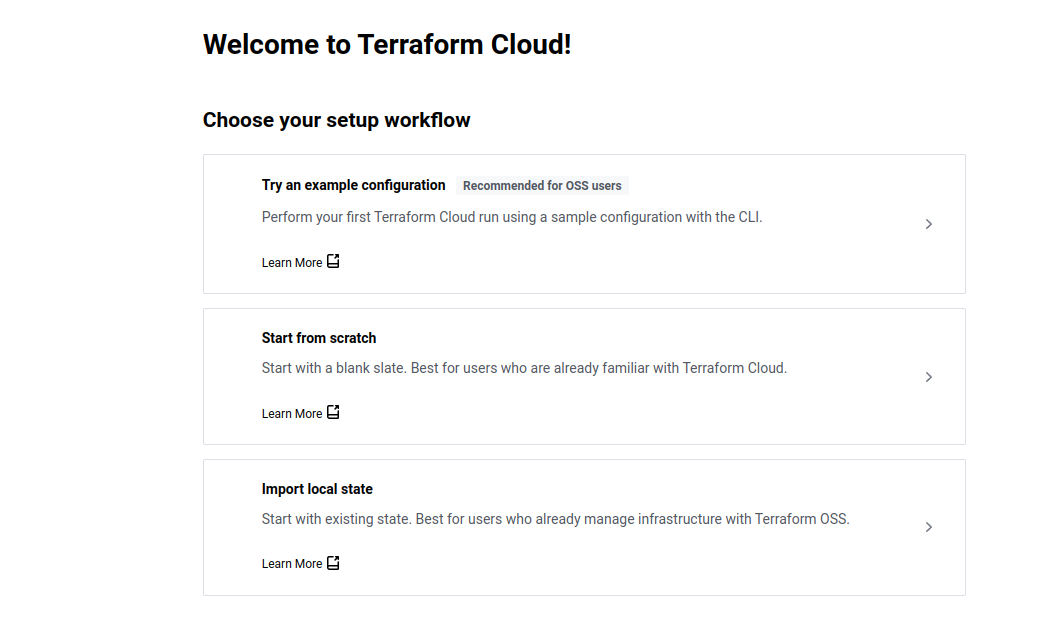 Welcome to Terraform Cloud!
Choose your setup workflow
Try an example configuration Recommended for OSS users
Perform your first Terraform Cloud run using a sample configuration with the CLI.
Learn More
Start from scratch
Start with a blank slate. Best for users who are already familiar with Terraform Cloud.
Learn More
Import local state
Start with existing state. Best for users who already manage infrastructure with Terraform OSS.
Learn More